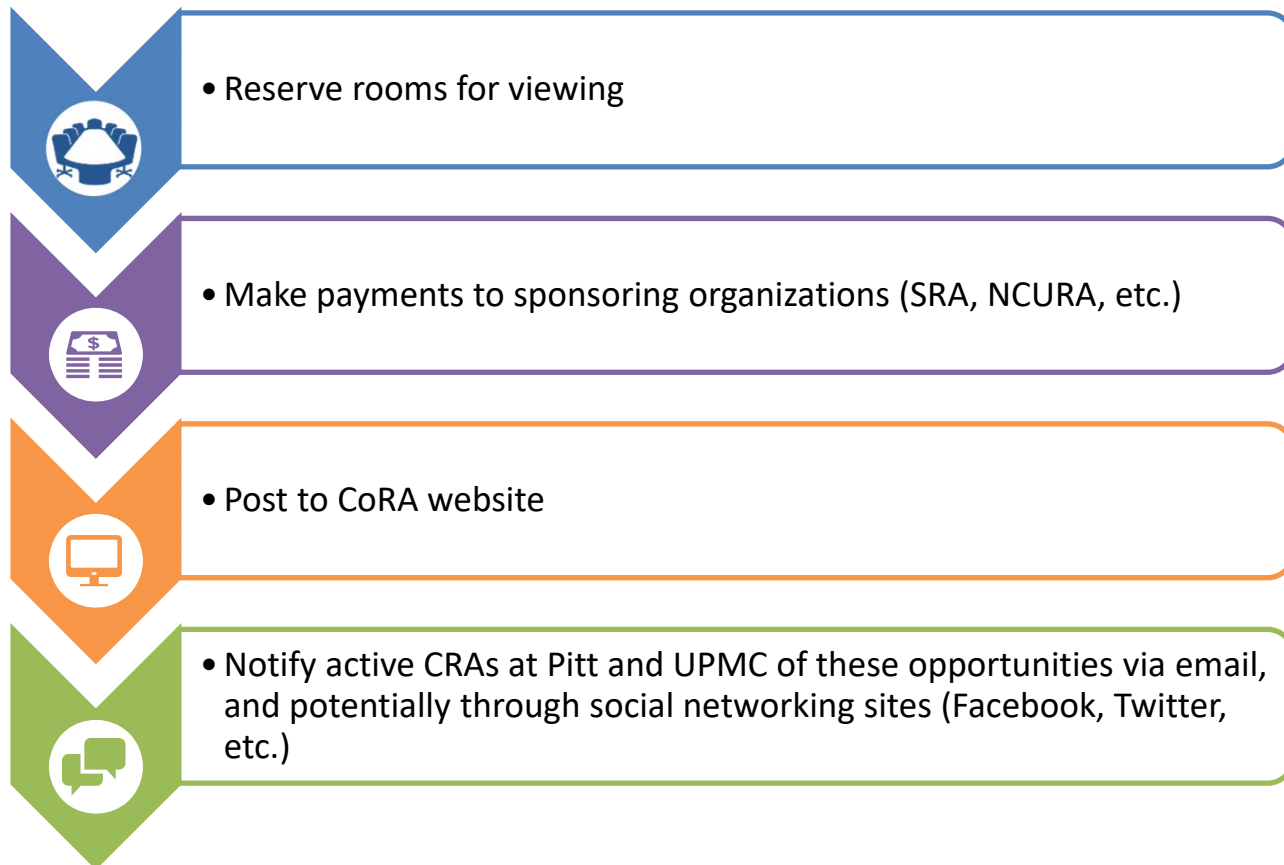 • Reserve rooms for viewing
$
• Make payments to sponsoring organizations (SRA, NCURA, etc.)
• Post to CoRA website
• Notify active CRAs at Pitt and UPMC of these opportunities via email,
and potentially through social networking sites (Facebook, Twitter,
etc.)